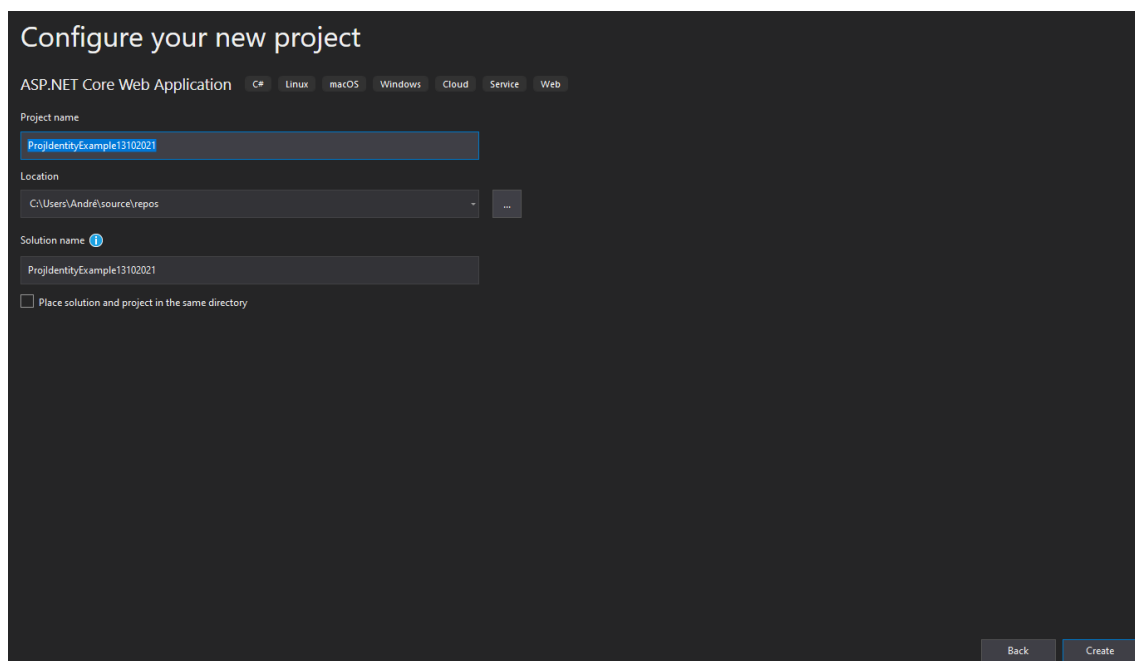 Configure your new project
ASP.NET Core Web Application C# Linux macOS Windows Cloud Service Web
Project name
ProjIdentityExample13102021
Location
C:\Users\André\source\repos
...
Solution name
ProjIdentityExample13102021
Place solution and project in the same directory
Back Create